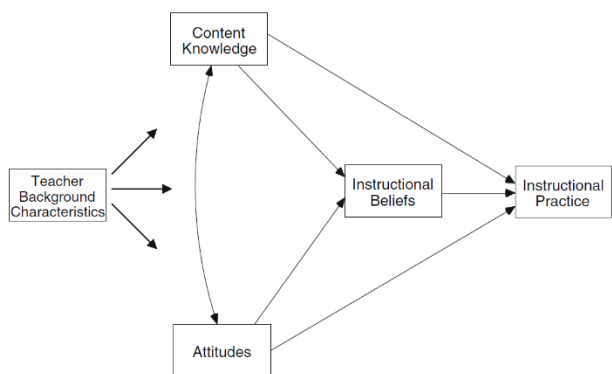 Content
Knowledge
Teacher
Background
Characteristics
Instructional
Beliefs
Instructional
Practice
Attitudes